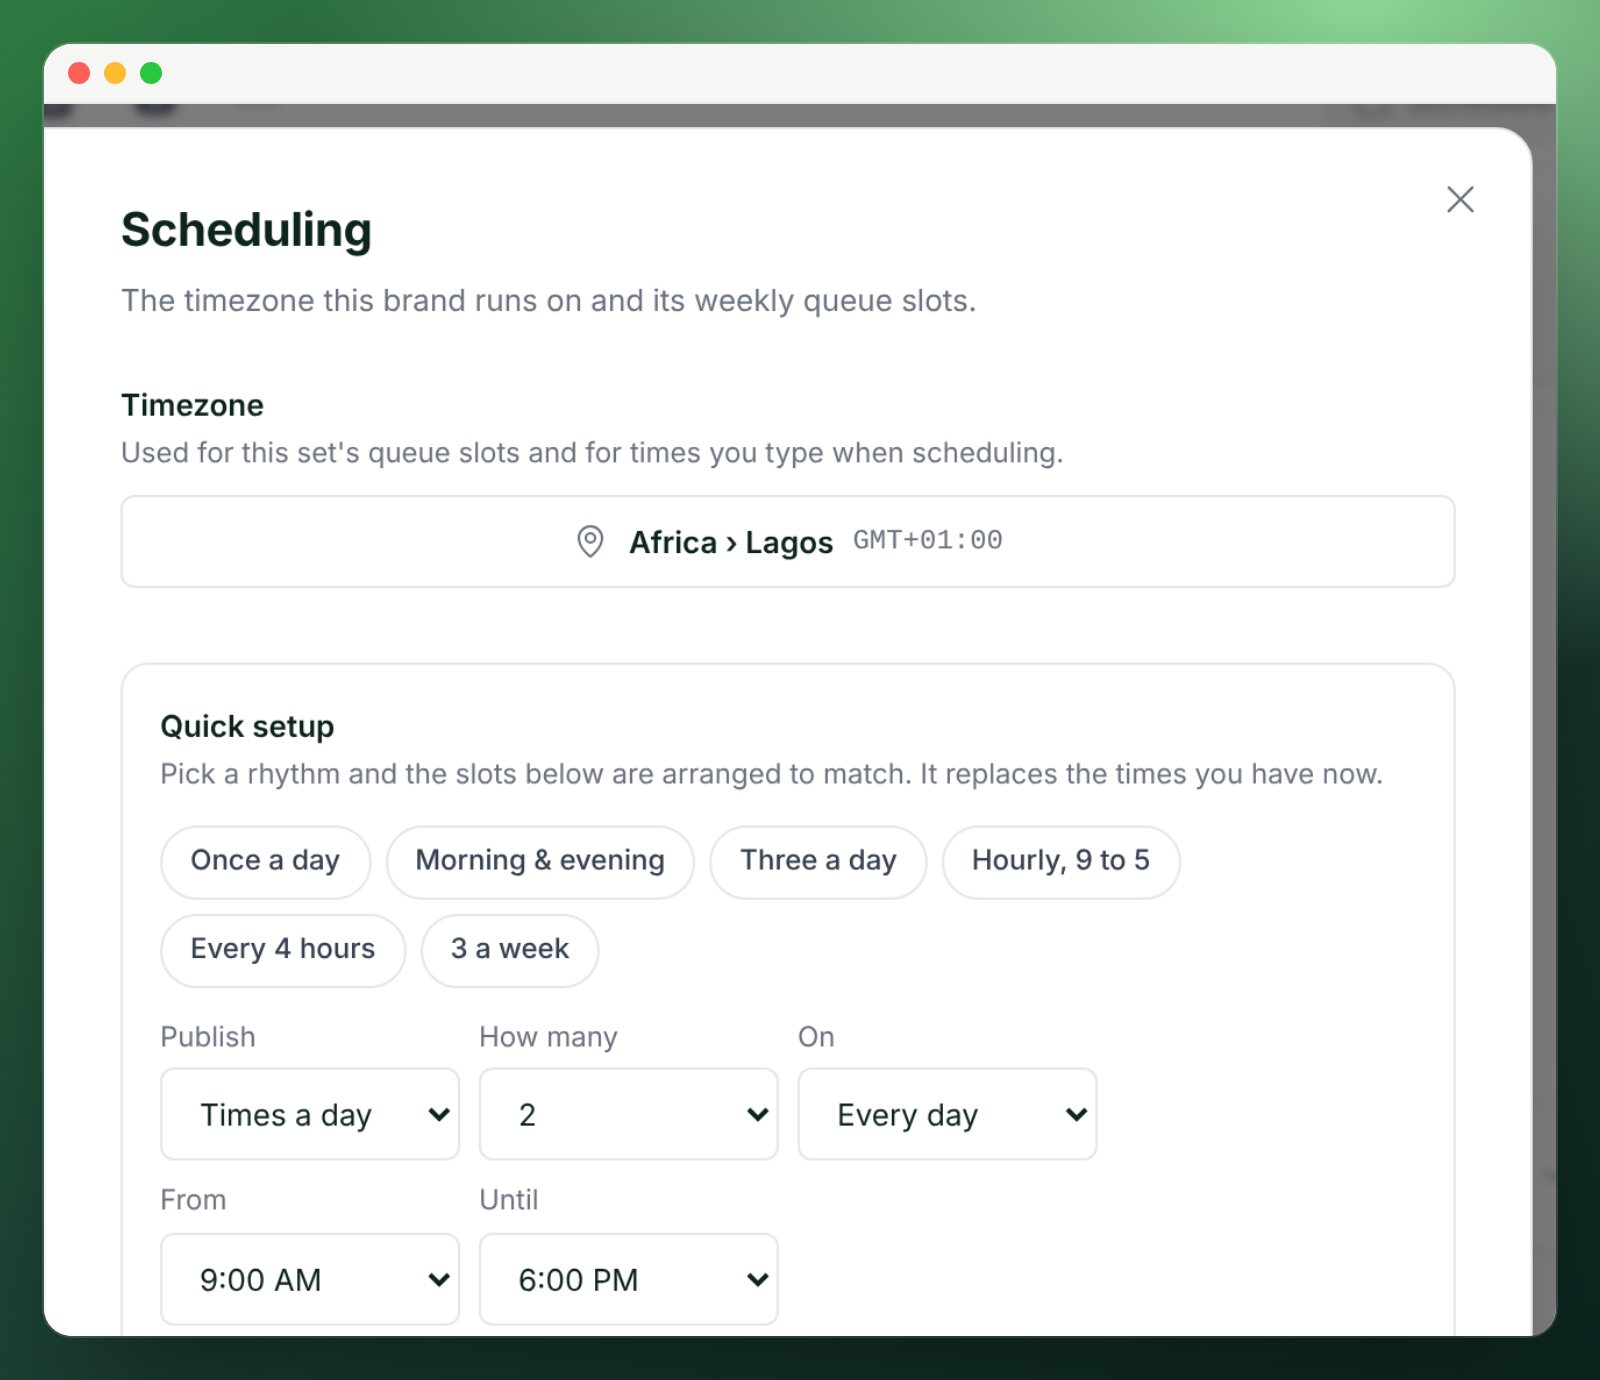 Scheduling
The timezone this brand runs on and its weekly queue slots.
Timezone
Used for this set's queue slots and for times you type when scheduling.
Africa › Lagos GMT+01:00
Quick setup
Pick a rhythm and the slots below are arranged to match. It replaces the times you have now.
Once a day
Morning & evening
Three a day
Hourly, 9 to 5
Every 4 hours
3 a week
Publish
How many
On
Times a day
2
Every day
From
Until
9:00 AM
6:00 PM